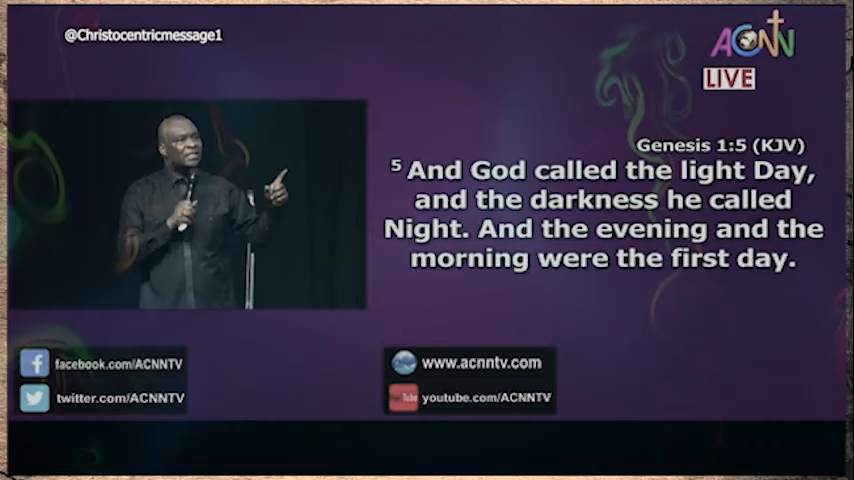 @Christocentricmessage1
ACNN
LIVE
Genesis 1:5 (KJV)
5 And God called the light Day,
and the darkness he called
Night. And the evening and the
morning were the first day.
facebook.com/ACNNTV
twitter.com/ACNNTV
www.acnntv.com
YouTube youtube.com/ACNNTV